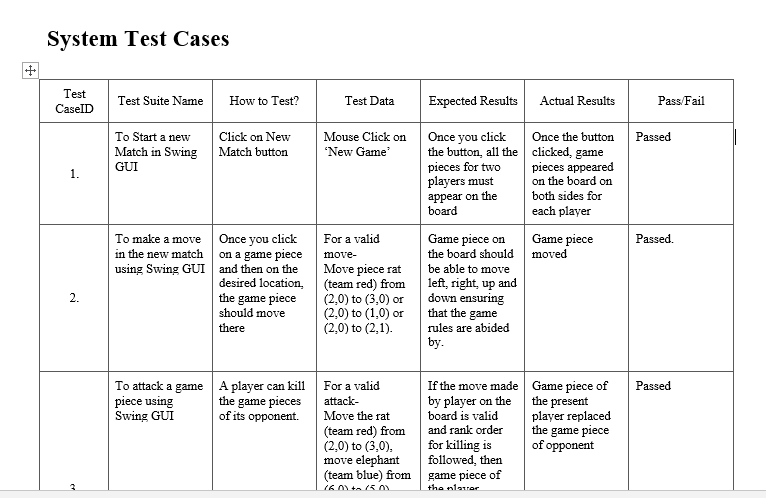 System Test Cases
Test
CaseID
Test Suite Name
How to Test?
Test Data
Expected Results
Actual Results
Pass/Fail
1.
To Start a new
Match in Swing
GUI
Click on New
Match button
Mouse Click on
‘New Game’
Once you click
the button, all the
pieces for two
players must
appear on the
board
Once the button
clicked, game
pieces appeared
on the board on
both sides for
each player
Passed
2.
To make a move
in the new match
using Swing GUI
Once you click
on a game piece
and then on the
desired location,
the game piece
should move
there
For a valid
move-
Move piece rat
(team red) from
(2,0) to (3,0) or
(2,0) to (1,0) or
(2,0) to (2,1).
Game piece on
the board should
be able to move
left, right, up and
down ensuring
that the game
rules are abided
by.
Game piece
moved
Passed.
3.
To attack a game
piece using
Swing GUI
A player can kill
the game pieces
of its opponent.
For a valid
attack-
Move the rat
(team red) from
(2,0) to (3,0),
move elephant
(team blue) from
(6,0) to (5,0)
If the move made
by player on the
board is valid
and rank order
for killing is
followed, then
game piece of
the player
Game piece of
the present
player replaced
the game piece
of opponent
Passed